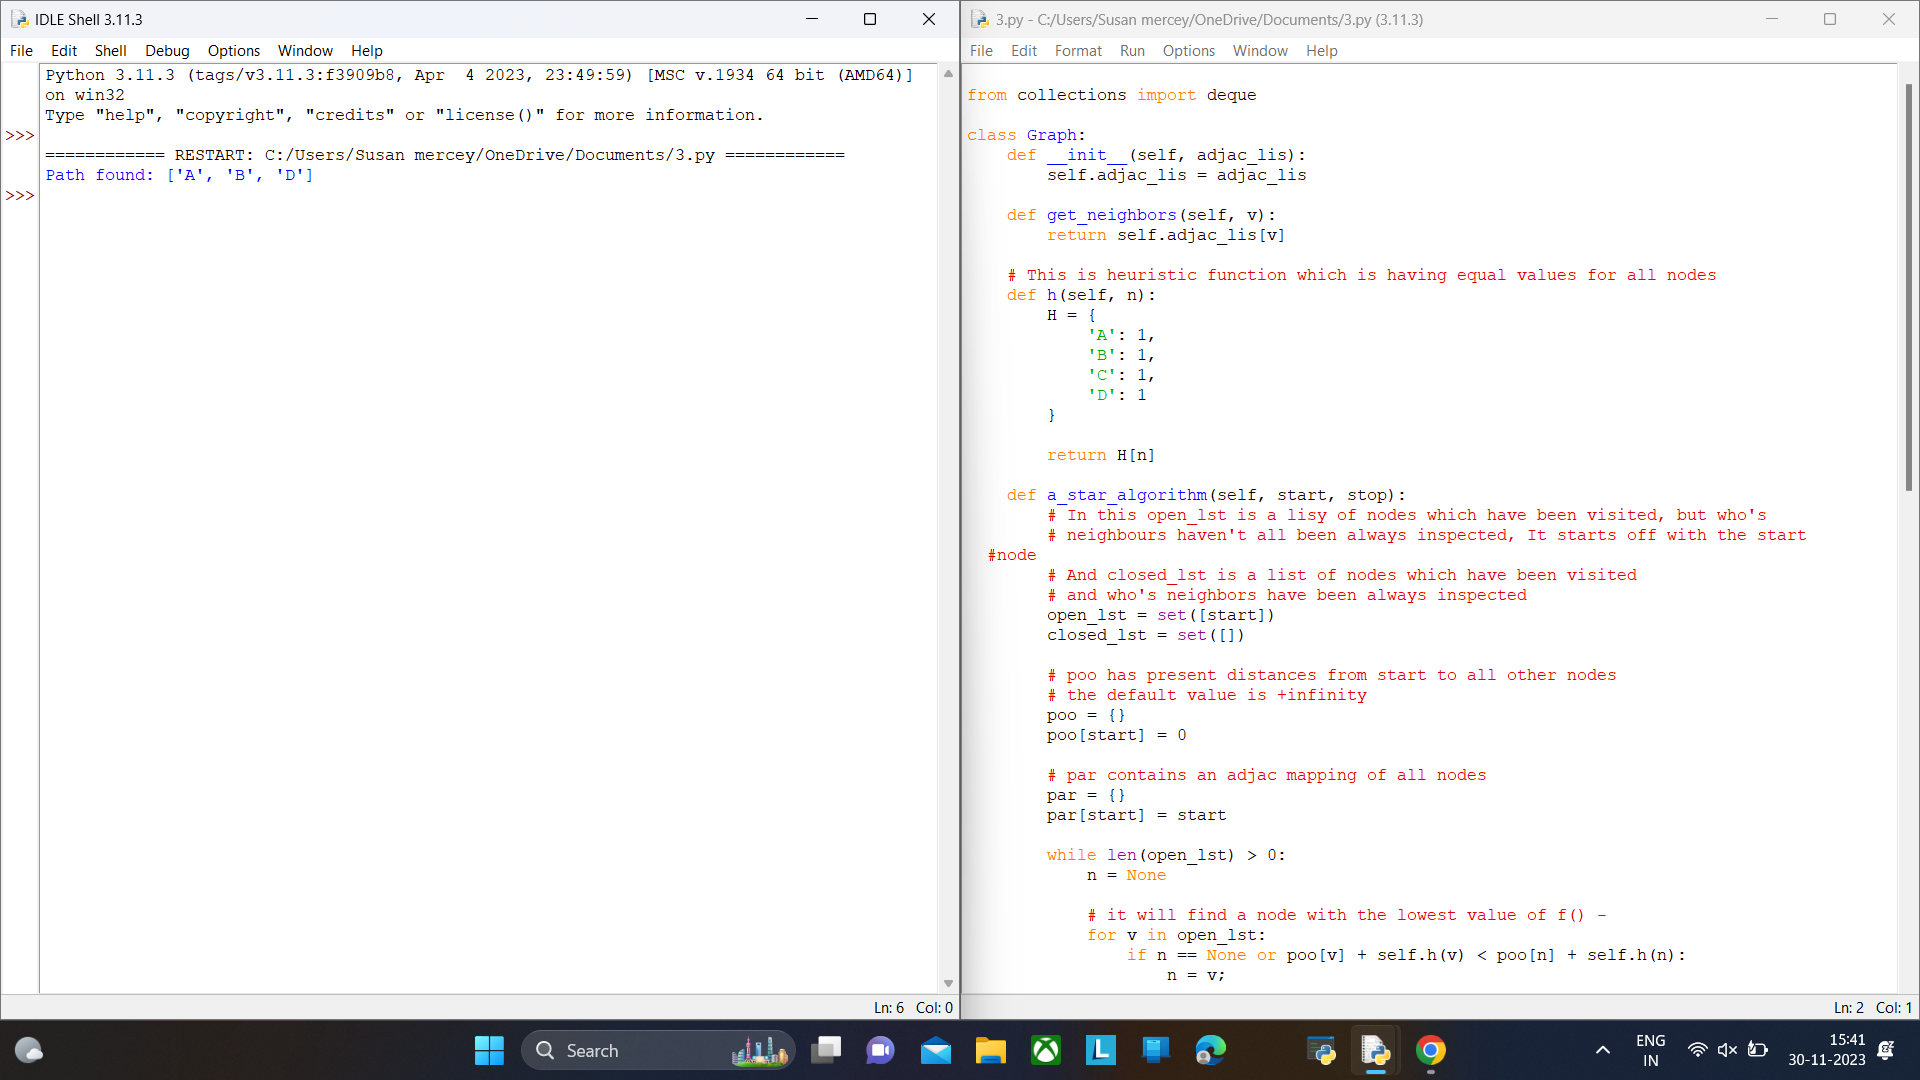 IDLE Shell 3.11.3
File Edit Shell Debug Options Window Help
Python 3.11.3 (tags/v3.11.3:f3909b8, Apr  4 2023, 23:49:59) [MSC v.1934 64 bit (AMD64)]
on win32
Type "help", "copyright", "credits" or "license()" for more information.
>>>
============ RESTART: C:/Users/Susan mercey/OneDrive/Documents/3.py ============
Path found: ['A', 'B', 'D']
>>>
Ln: 6 Col: 0
3.py - C:/Users/Susan mercey/OneDrive/Documents/3.py (3.11.3)
File Edit Format Run Options Window Help
from collections import deque
class Graph:
    def __init__(self, adjac_lis):
        self.adjac_lis = adjac_lis
    def get_neighbors(self, v):
        return self.adjac_lis[v]
    # This is heuristic function which is having equal values for all nodes
    def h(self, n):
        H = {
            'A': 1,
            'B': 1,
            'C': 1,
            'D': 1
        }
        return H[n]
    def a_star_algorithm(self, start, stop):
        # In this open_lst is a lisy of nodes which have been visited, but who's
        # neighbours haven't all been always inspected, It starts off with the start
  #node
        # And closed_lst is a list of nodes which have been visited
        # and who's neighbors have been always inspected
        open_lst = set([start])
        closed_lst = set([])
        # poo has present distances from start to all other nodes
        # the default value is +infinity
        poo = {}
        poo[start] = 0
        # par contains an adjac mapping of all nodes
        par = {}
        par[start] = start
        while len(open_lst) > 0:
            n = None
            # it will find a node with the lowest value of f() -
            for v in open_lst:
                if n == None or poo[v] + self.h(v) < poo[n] + self.h(n):
                    n = v;
Ln: 2 Col: 1
Search
L
ENG
IN
15:41
30-11-2023